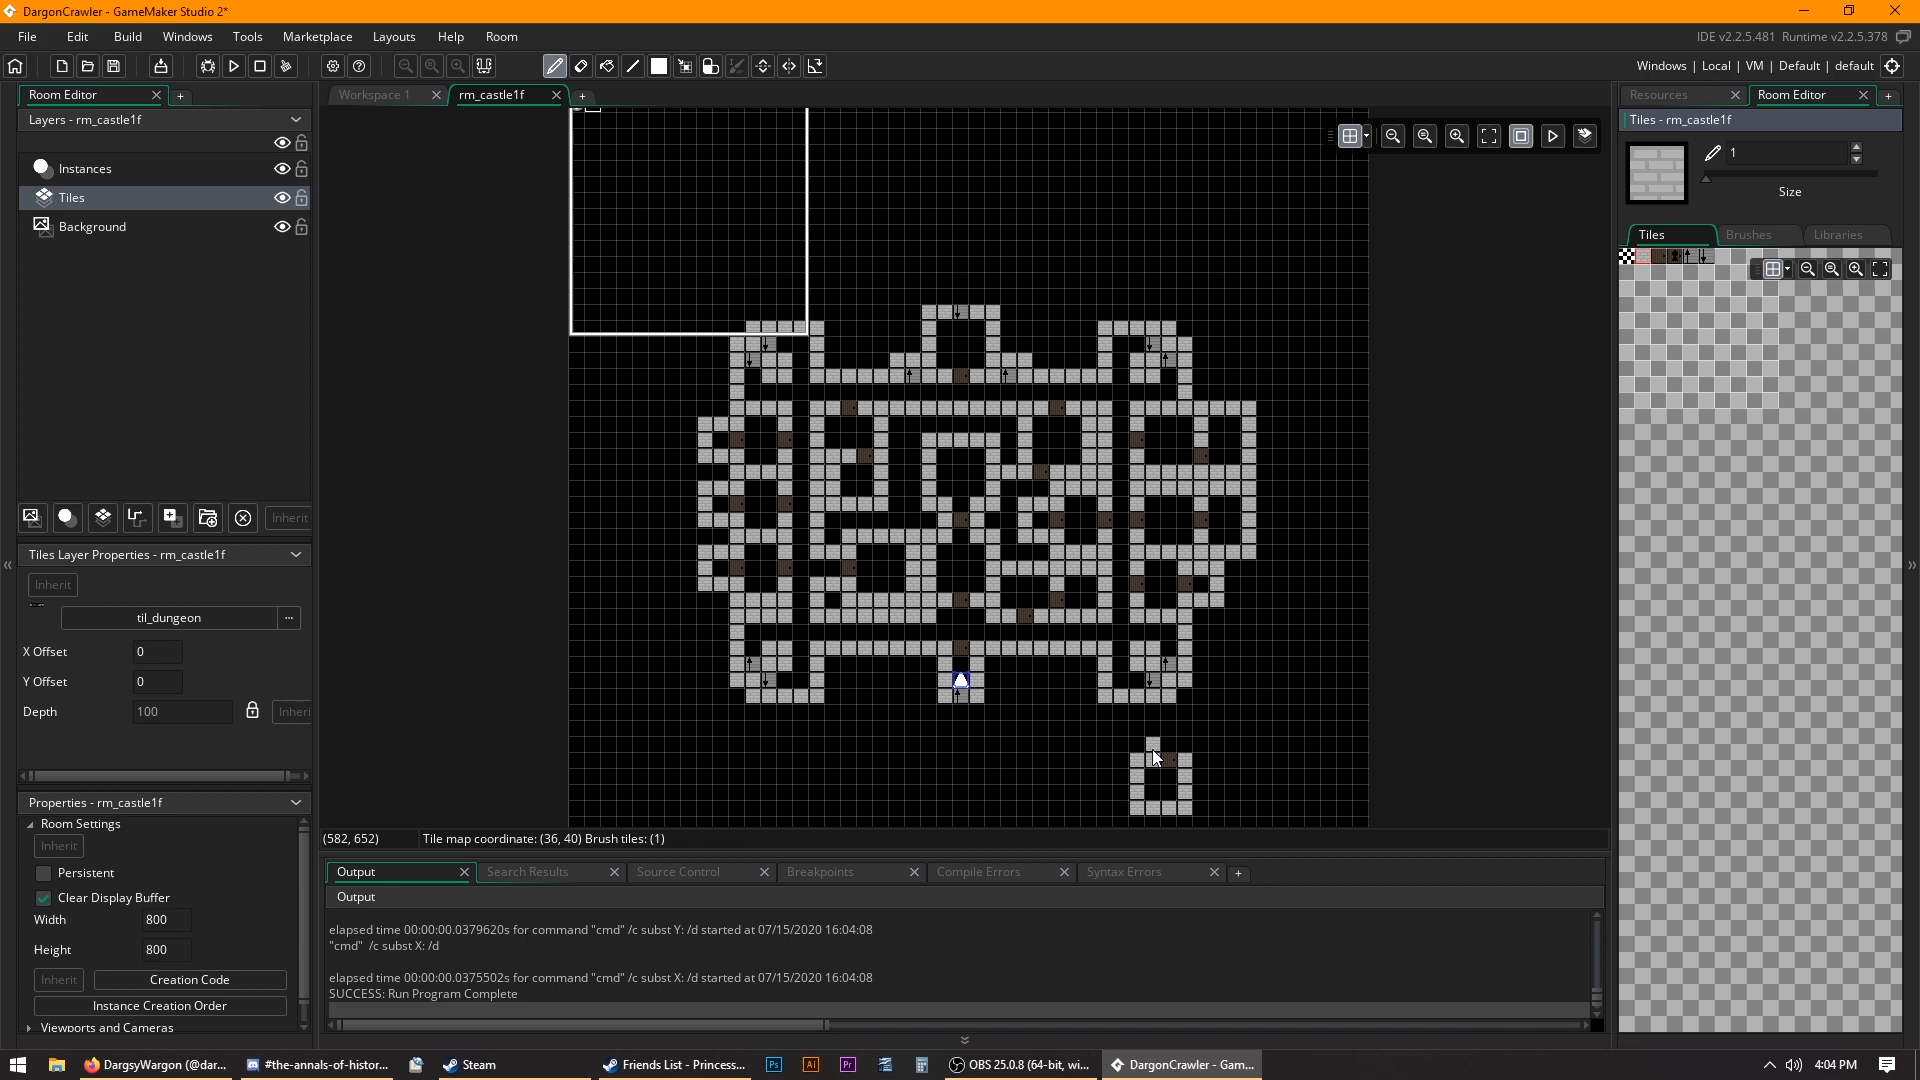 DargonCrawler - GameMaker Studio 2*
File Edit Build Windows Tools Marketplace Layouts Help Room
IDE v2.2.5.481 Runtime v2.2.5.378
Windows | Local | VM | Default | default
Room Editor
Workspace 1
rm_castle1f
Resources
Room Editor
Layers - rm_castle1f
Tiles - rm_castle1f
1
Size
Instances
Tiles
Background
Tiles
Brushes
Libraries
Inherit
Tiles Layer Properties - rm_castle1f
Inherit
til_dungeon
...
X Offset 0
Y Offset 0
Depth 100
Inheri
Properties - rm_castle1f
Room Settings
Inherit
Persistent
Clear Display Buffer
Width 800
Height 800
Inherit
Creation Code
Instance Creation Order
Viewports and Cameras
(582, 652)
Tile map coordinate: (36, 40) Brush tiles: (1)
Output
Search Results
Source Control
Breakpoints
Compile Errors
Syntax Errors
Output
elapsed time 00:00:00.0379620s for command "cmd" /c subst Y: /d started at 07/15/2020 16:04:08
"cmd" /c subst X: /d
elapsed time 00:00:00.0375502s for command "cmd" /c subst X: /d started at 07/15/2020 16:04:08
SUCCESS: Run Program Complete
DargsyWargon (@dar...
#the-annals-of-histor...
Steam
Friends List - Princess...
Ps
Ai
Pr
OBS 25.0.8 (64-bit, wi...
DargonCrawler - Gam...
4:04 PM